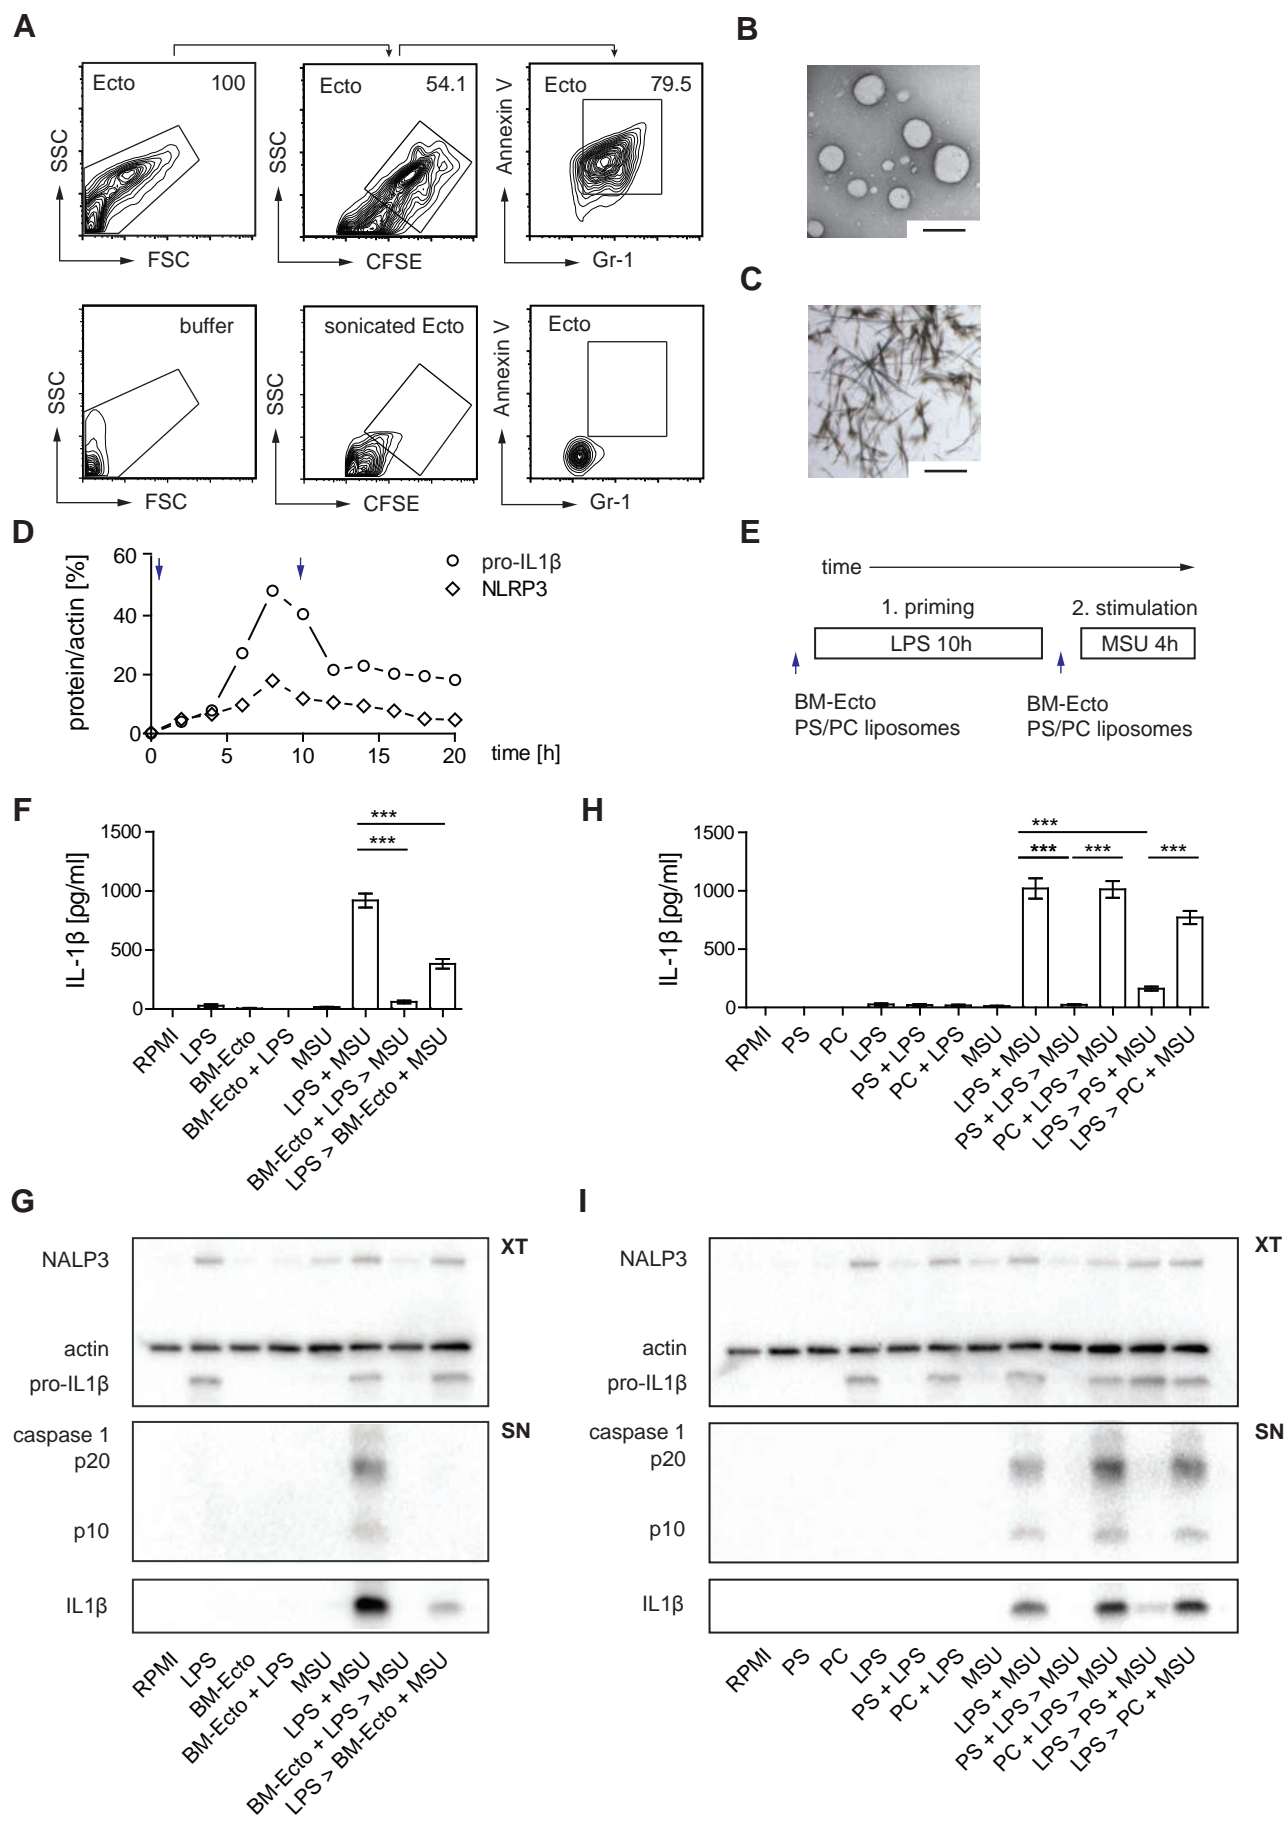 A
Ecto 100
SSC
FSC
Ecto 54.1
SSC
CFSE
Ecto 79.5
Annexin V
Gr-1
buffer
SSC
FSC
sonicated Ecto
SSC
CFSE
Ecto
Annexin V
Gr-1
B
C
D
protein/actin [%]
60
40
20
0
0 5 10 15 20
time [h]
pro-IL1β
NLRP3
E
time
1. priming 2. stimulation
LPS 10h MSU 4h
BM-Ecto
PS/PC liposomes
BM-Ecto
PS/PC liposomes
F
IL-1β [ρg/ml]
1500
1000
500
0
***
***
RPMI
LPS
BM-Ecto
BM-Ecto + LPS
MSU
LPS + MSU
BM-Ecto + LPS > MSU
LPS > BM-Ecto + MSU
H
IL-1β [ρg/ml]
1500
1000
500
0
***
*** *** ***
RPMI
PS
PC
LPS
PS + LPS
PC + LPS
MSU
LPS + MSU
PS + LPS > MSU
PC + LPS > MSU
LPS > PS + MSU
LPS > PC + MSU
G
NALP3
actin
pro-IL1β
XT
caspase 1
p20
p10
SN
IL1β
RPMI
LPS
BM-Ecto
BM-Ecto + LPS
MSU
LPS + MSU
BM-Ecto + LPS > MSU
LPS > BM-Ecto + MSU
I
NALP3
actin
pro-IL1β
XT
caspase 1
p20
p10
SN
IL1β
RPMI
PS
PC
LPS
PS + LPS
PC + LPS
MSU
LPS + MSU
PS + LPS > MSU
PC + LPS > MSU
LPS > PS + MSU
LPS > PC + MSU